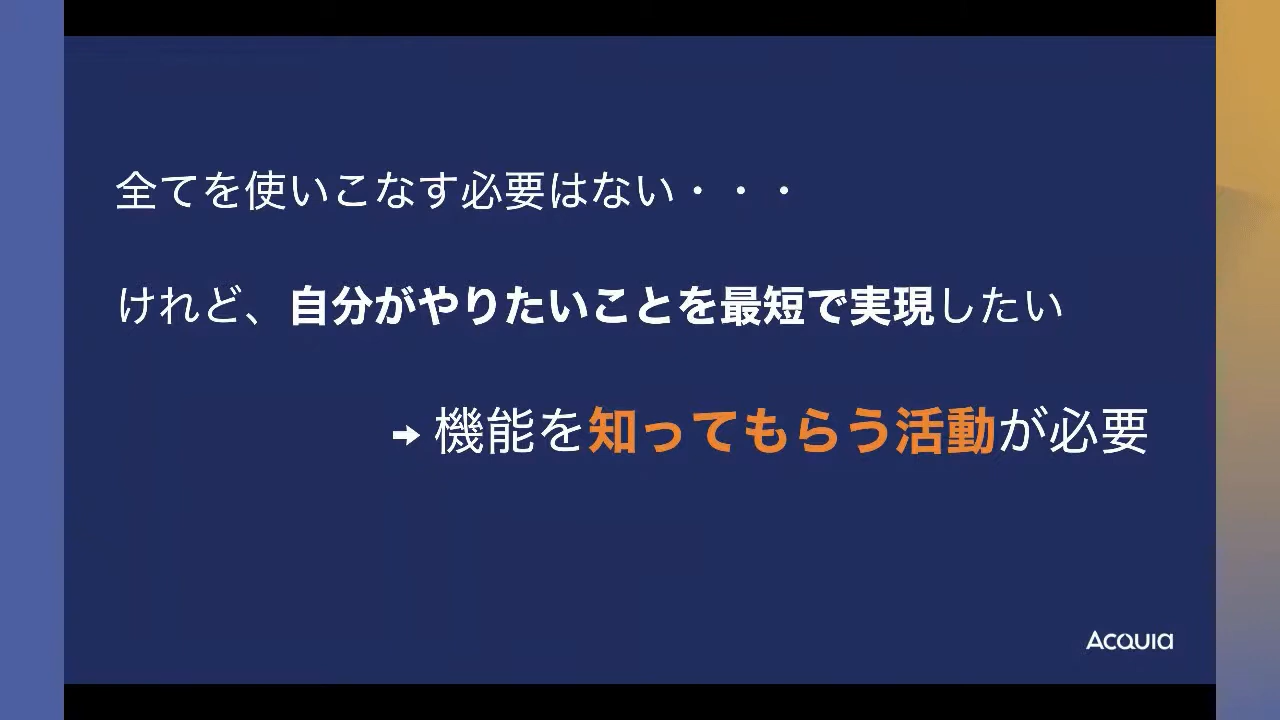 全てを使いこなす必要はない・・・
けれど、自分がやりたいことを最短で実現したい
➡ 機能を知ってもらう活動が必要
Acquia